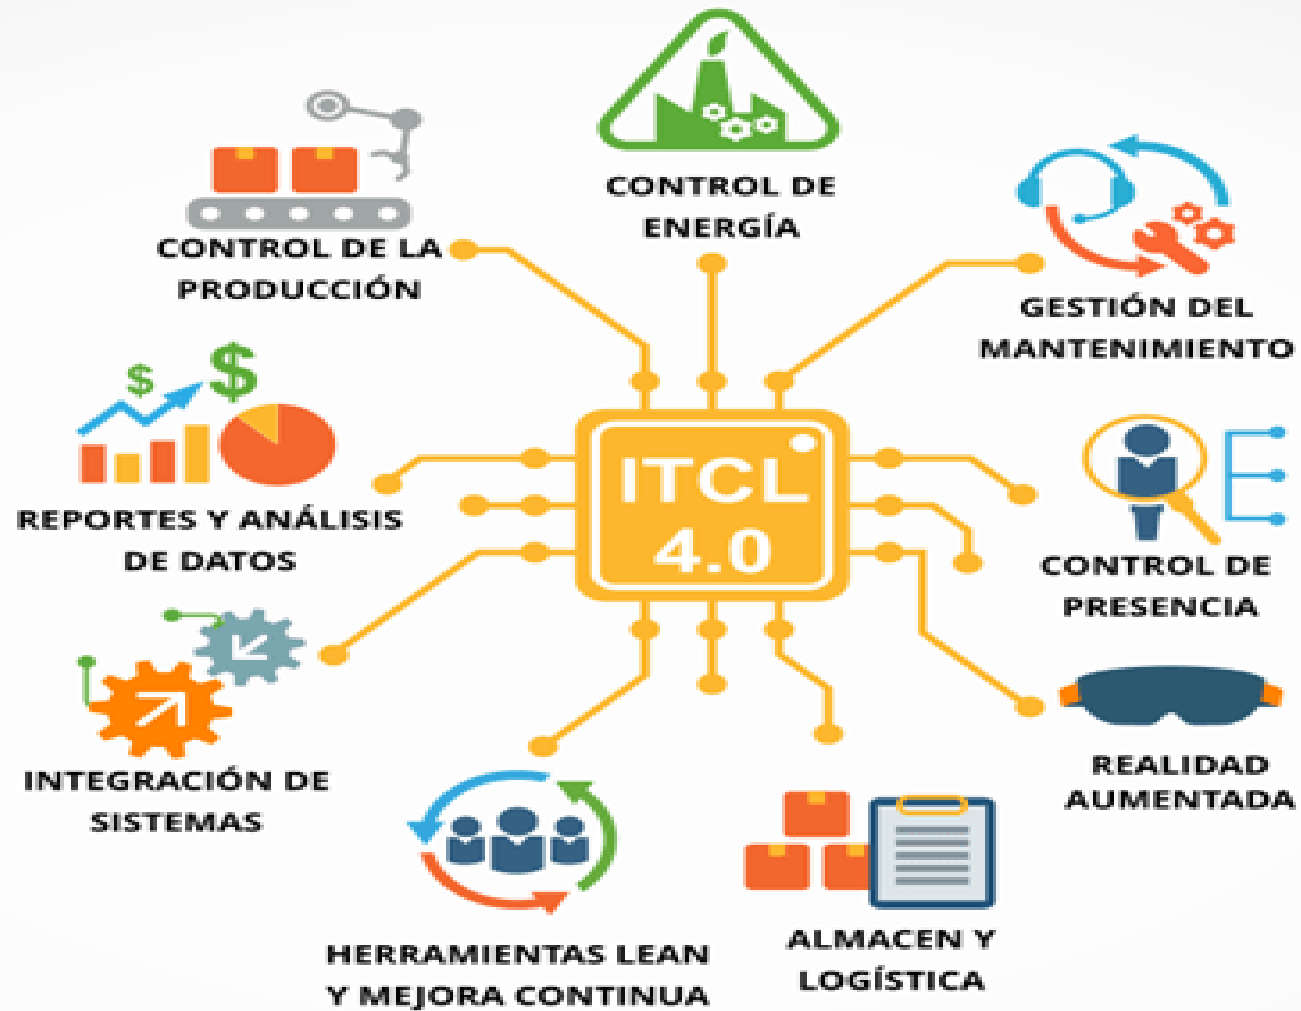 CONTROL DE
ENERGÍA
CONTROL DE LA
PRODUCCIÓN
GESTIÓN DEL
MANTENIMIENTO
$ $
REPORTES Y ANÁLISIS
DE DATOS
ITCL
4.0
CONTROL DE
PRESENCIA
INTEGRACIÓN DE
SISTEMAS
REALIDAD
AUMENTADA
HERRAMIENTAS LEAN
Y MEJORA CONTINUA
ALMACEN Y
LOGÍSTICA